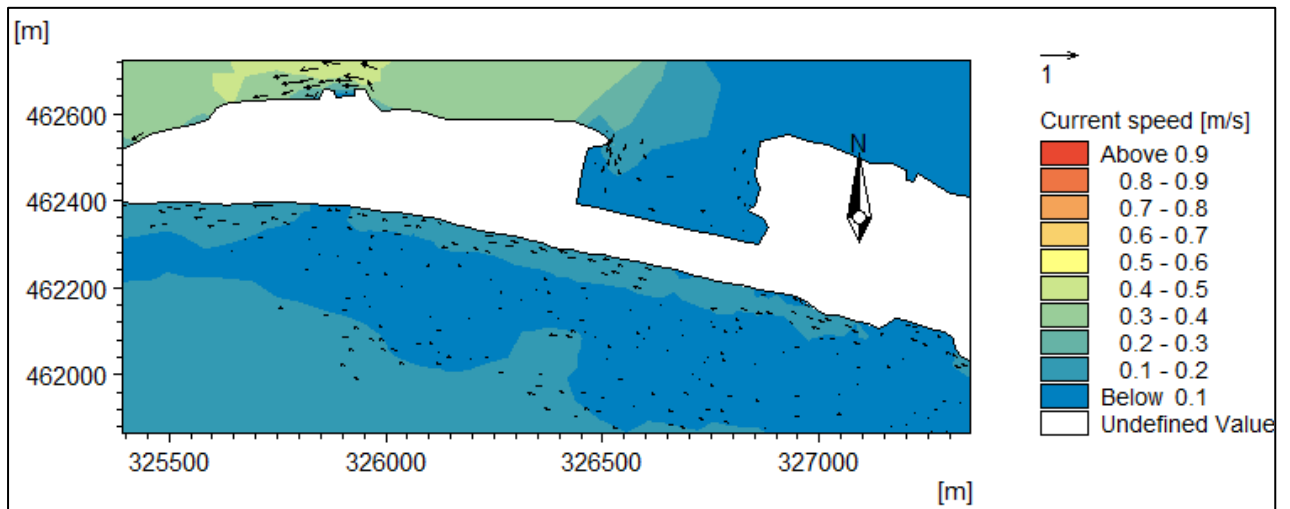 [m]
462600
462400
462200
462000
325500 326000 326500 327000
[m]
N
1
Current speed [m/s]
Above 0.9
0.8 - 0.9
0.7 - 0.8
0.6 - 0.7
0.5 - 0.6
0.4 - 0.5
0.3 - 0.4
0.2 - 0.3
0.1 - 0.2
Below 0.1
Undefined Value